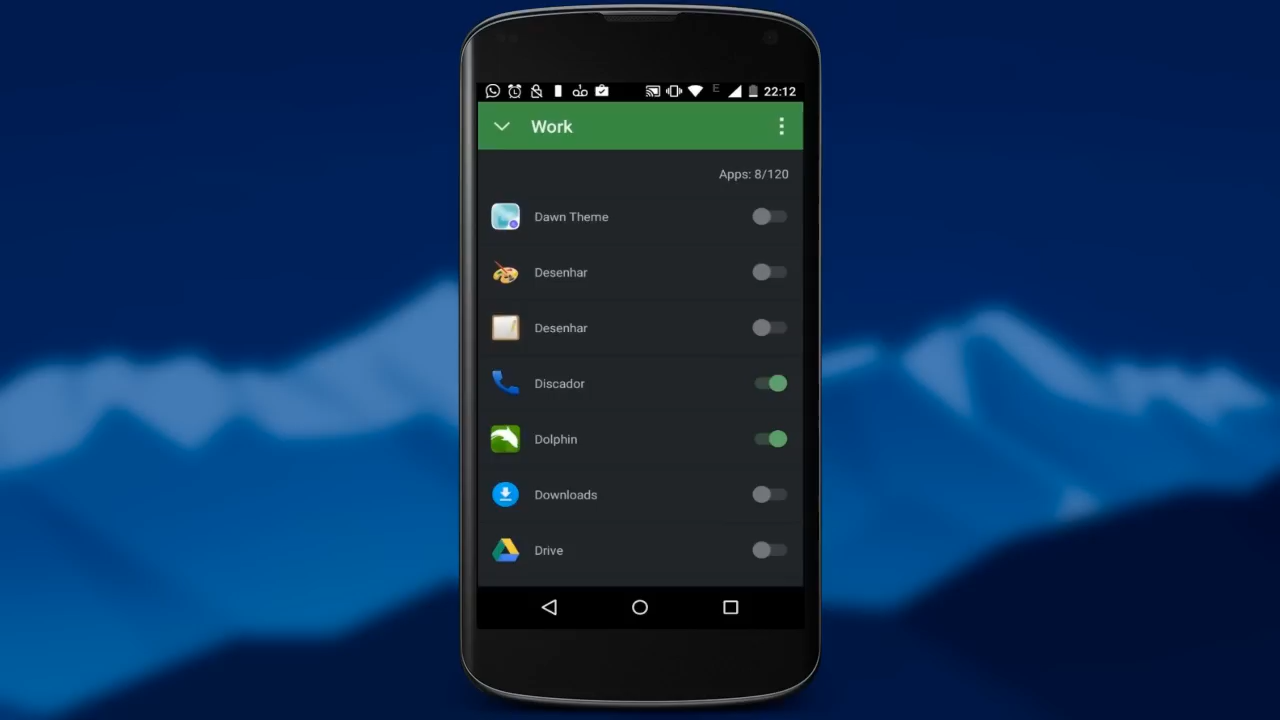 E 22:12
Work
Apps: 8/120
Dawn Theme
Desenhar
Desenhar
Discador
Dolphin
Downloads
Drive